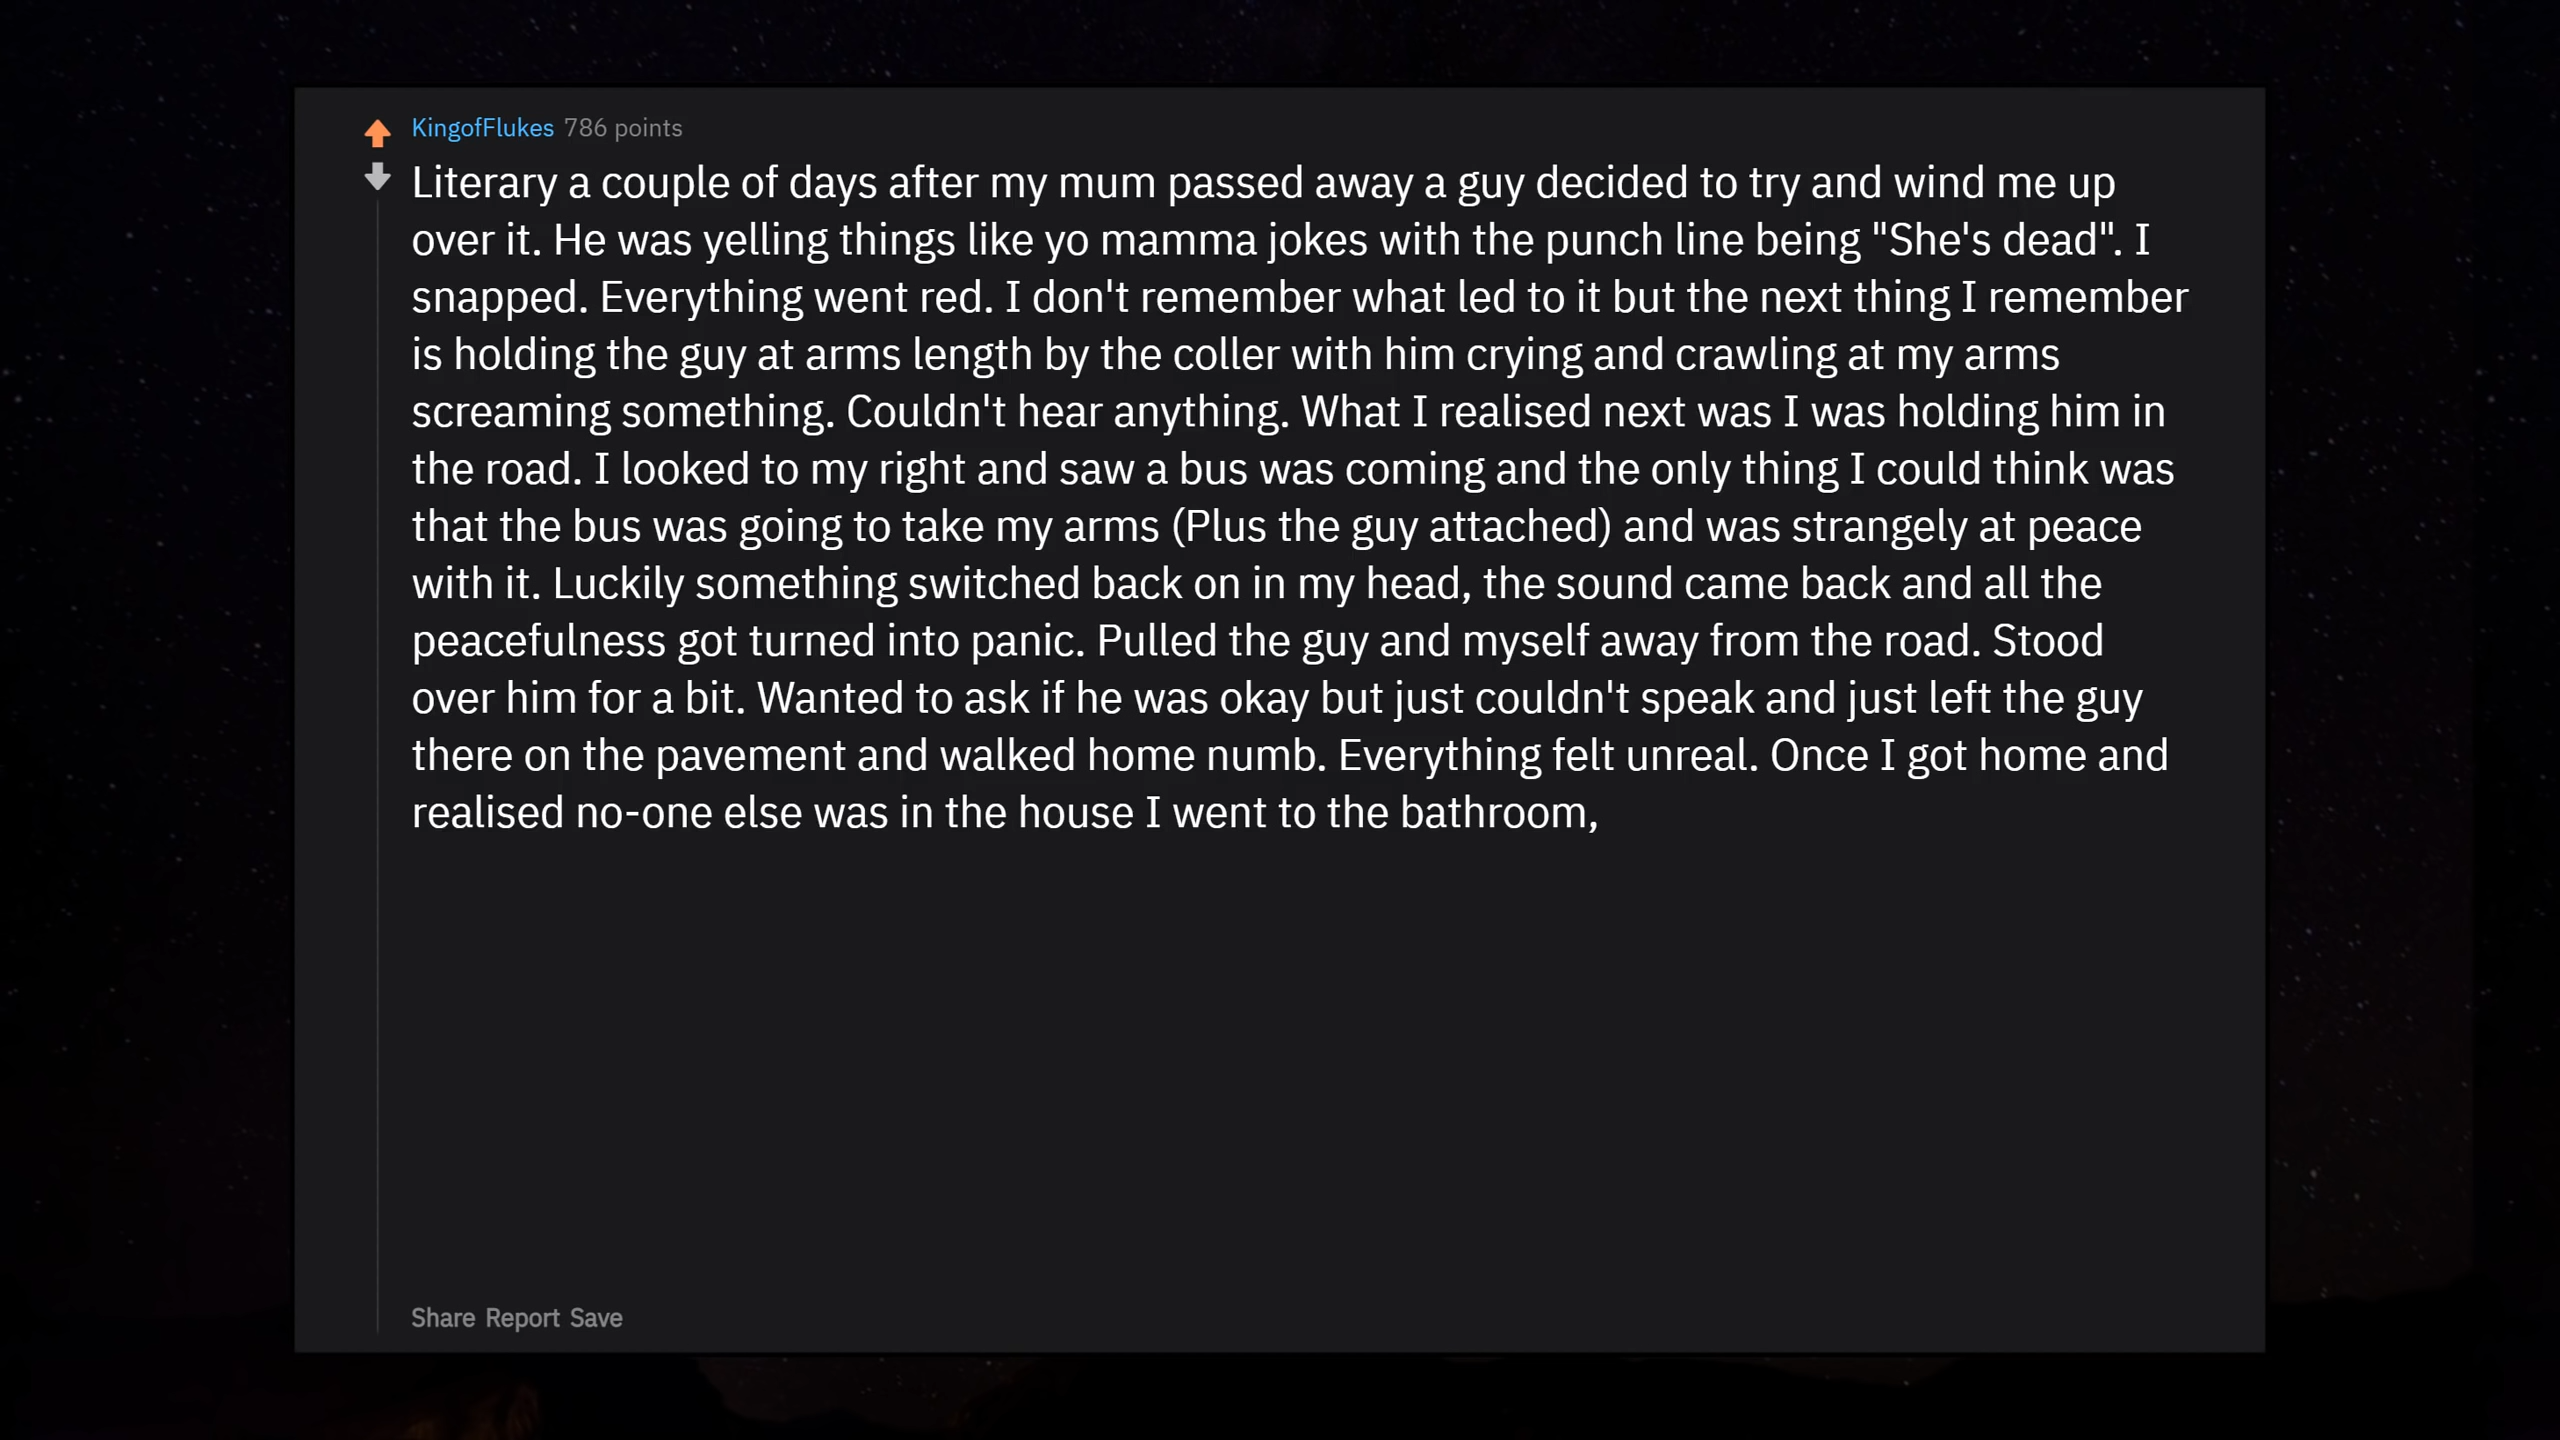 KingofFlukes 786 points
Literary a couple of days after my mum passed away a guy decided to try and wind me up
over it. He was yelling things like yo mamma jokes with the punch line being "She's dead". I
snapped. Everything went red. I don't remember what led to it but the next thing I remember
is holding the guy at arms length by the coller with him crying and crawling at my arms
screaming something. Couldn't hear anything. What I realised next was I was holding him in
the road. I looked to my right and saw a bus was coming and the only thing I could think was
that the bus was going to take my arms (Plus the guy attached) and was strangely at peace
with it. Luckily something switched back on in my head, the sound came back and all the
peacefulness got turned into panic. Pulled the guy and myself away from the road. Stood
over him for a bit. Wanted to ask if he was okay but just couldn't speak and just left the guy
there on the pavement and walked home numb. Everything felt unreal. Once I got home and
realised no-one else was in the house I went to the bathroom,
Share Report Save